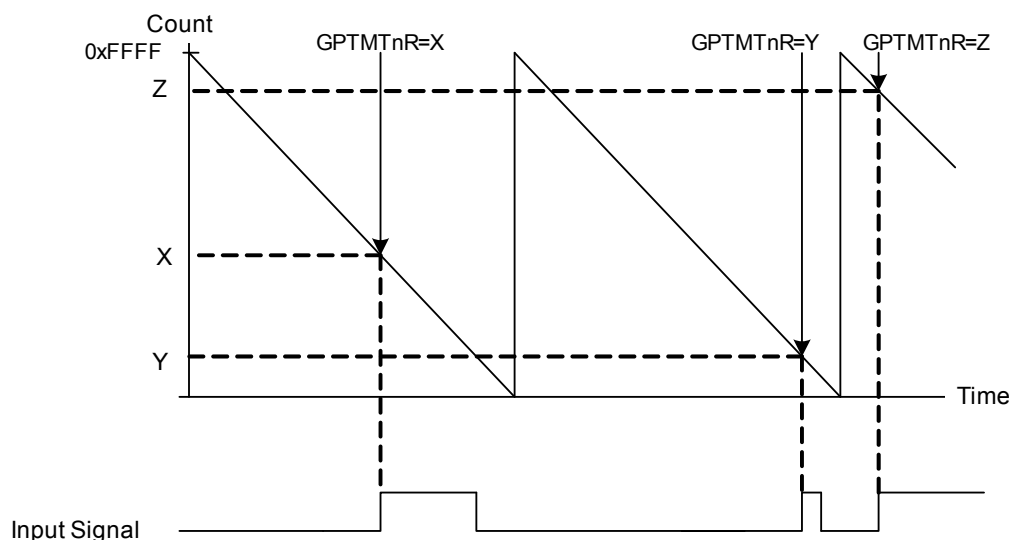 Count
0xFFFF
GPTMTnR=X
GPTMTnR=Y
GPTMTnR=Z
Z
X
Y
Time
Input Signal